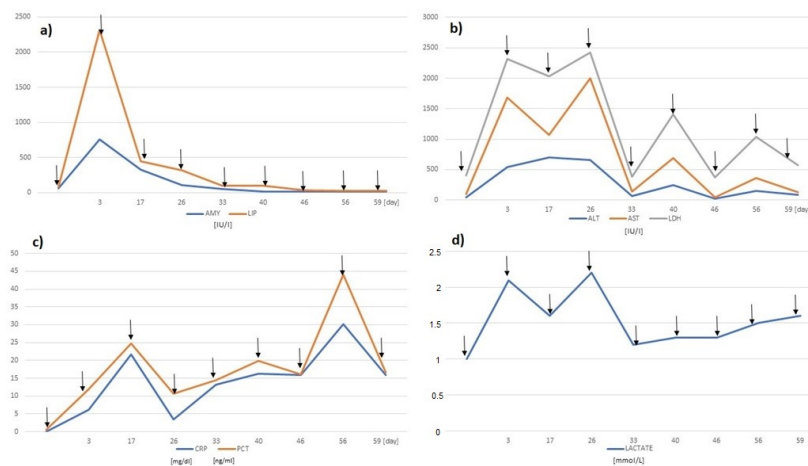 a)
2500
2000
1500
1000
500
0
3 17 26 33 40 46 56 59 [day]
AMY LIP
[IU/l]
b)
3000
2500
2000
1500
1000
500
0
3 17 26 33 40 46 56 59 [day]
ALT AST LDH
[IU/l]
c)
50
45
40
35
30
25
20
15
10
5
0
3 17 26 33 40 46 56 59 [day]
CRP PCT
[mg/dl] [ng/ml]
d)
2.5
2
1.5
1
0.5
0
3 17 26 33 40 46 56 59
LACTATE
[mmol/L]